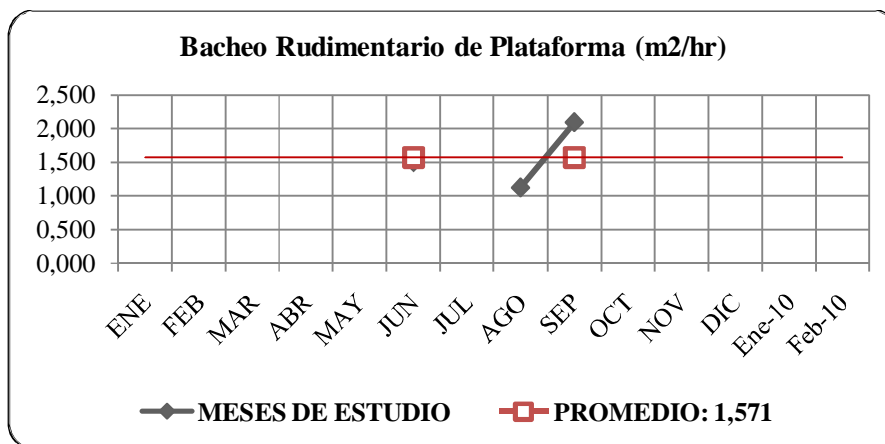 Bacheo Rudimentario de Plataforma (m2/hr)
2,500
2,000
1,500
1,000
0,500
0,000
ENE FEB MAR ABR MAY JUN JUL AGO SEP OCT NOV DIC Ene-10 Feb-10
MESES DE ESTUDIO PROMEDIO: 1,571